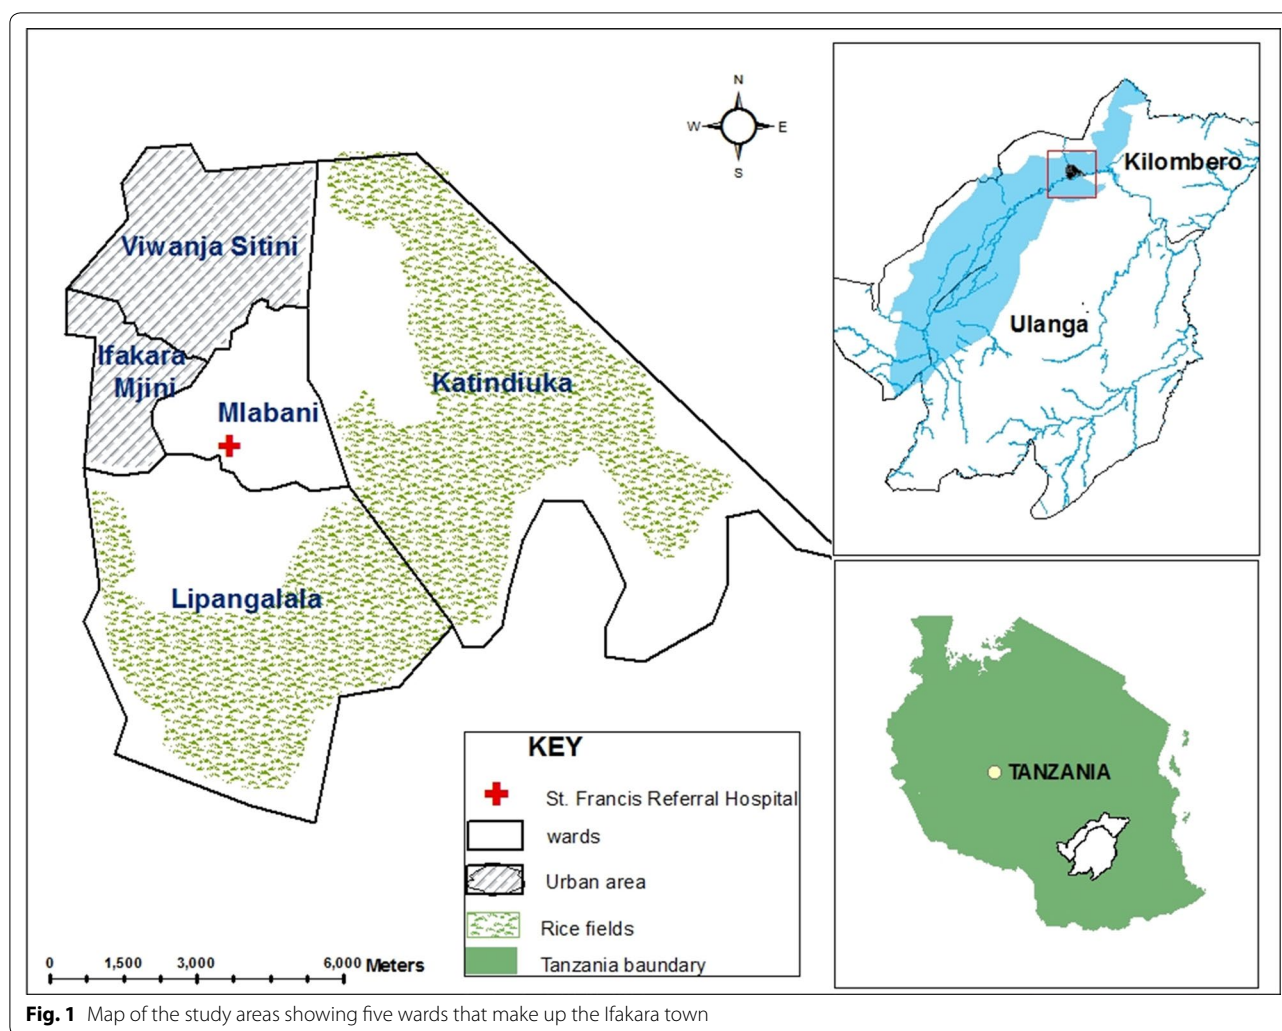 N
W E
S
Viwanja Sitini
Ifakara
Mjini
Mlabani
Katindiuka
Lipangalala
Kilombero
Ulanga
TANZANIA
KEY
St. Francis Referral Hospital
wards
Urban area
Rice fields
Tanzania baundary
0 1,500 3,000 6,000 Meters
Fig. 1 Map of the study areas showing five wards that make up the Ifakara town